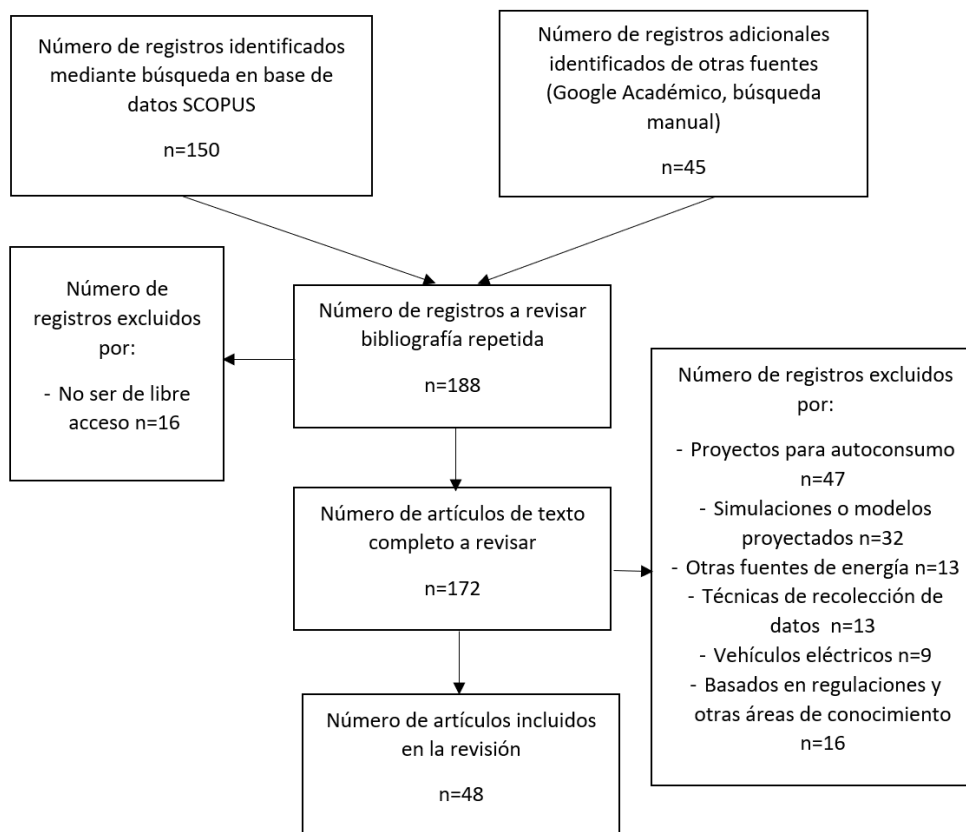 Número de registros identificados
mediante búsqueda en base de
datos SCOPUS
n=150
Número de registros adicionales
identificados de otras fuentes
(Google Académico, búsqueda
manual)
n=45
Número de
registros excluidos
por:
- No ser de libre
acceso n=16
Número de registros a revisar
bibliografía repetida
n=188
Número de registros excluidos
por:
- Proyectos para autoconsumo
n=47
- Simulaciones o modelos
proyectados n=32
- Otras fuentes de energía n=13
- Técnicas de recolección de
datos n=13
- Vehículos eléctricos n=9
- Basados en regulaciones y
otras áreas de conocimiento
n=16
Número de artículos de texto
completo a revisar
n=172
Número de artículos incluidos
en la revisión
n=48